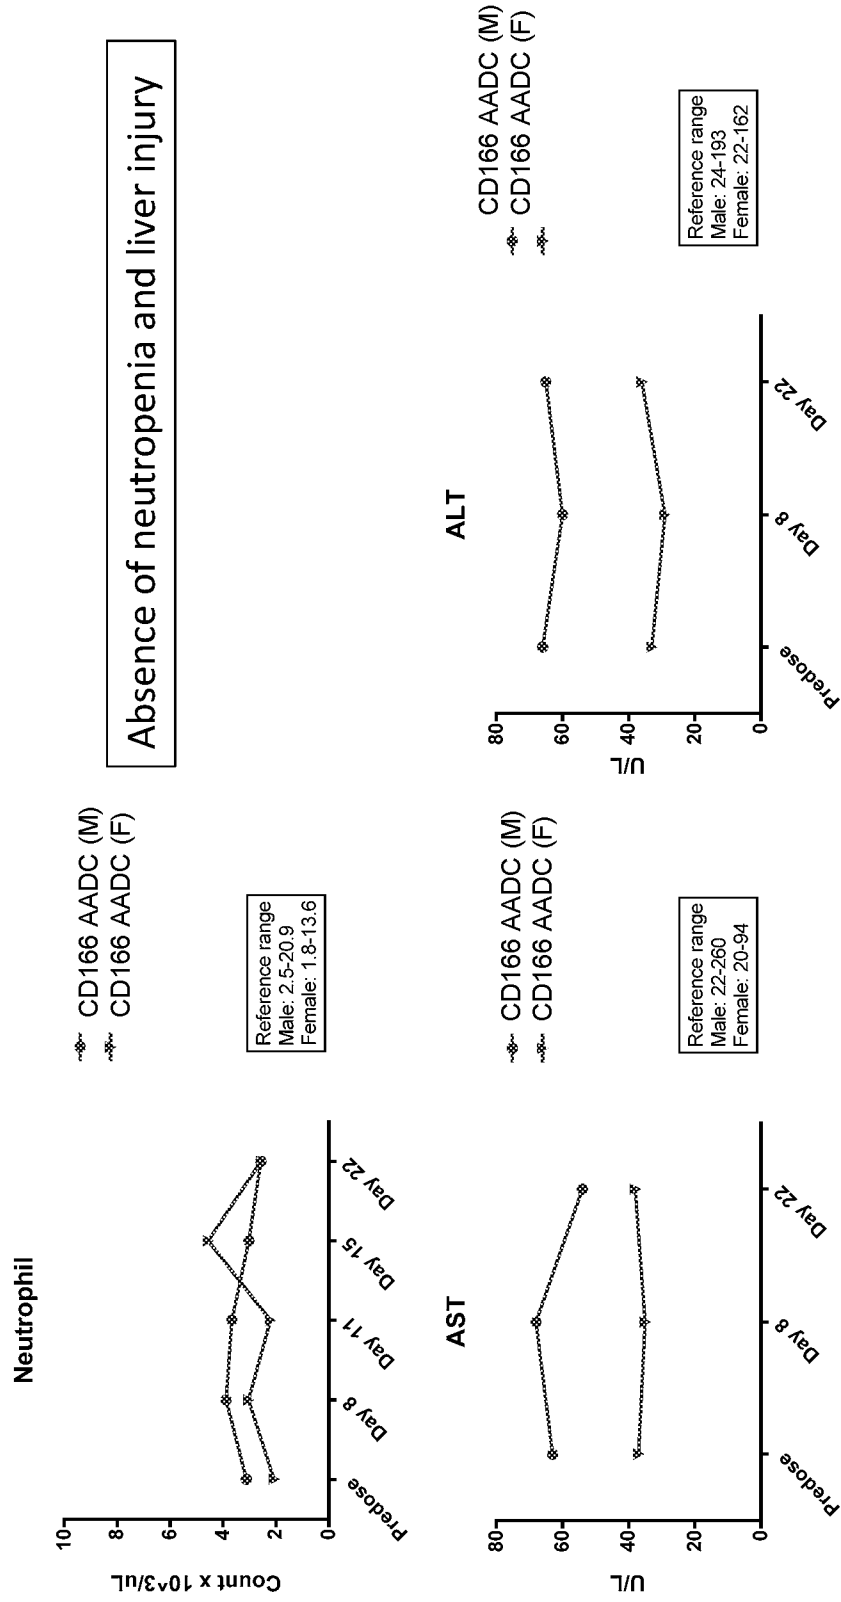 Neutrophil
Count x 10^3/uL
10
8
6
4
2
0
Predose
Day 8
Day 11
Day 15
Day 22
CD166 AADC (M)
CD166 AADC (F)
Reference range
Male: 2.5-20.9
Female: 1.8-13.6
Absence of neutropenia and liver injury
AST
U/L
80
60
40
20
0
Predose
Day 8
Day 22
CD166 AADC (M)
CD166 AADC (F)
Reference range
Male: 22-260
Female: 20-94
ALT
U/L
80
60
40
20
0
Predose
Day 8
Day 22
CD166 AADC (M)
CD166 AADC (F)
Reference range
Male: 24-193
Female: 22-162